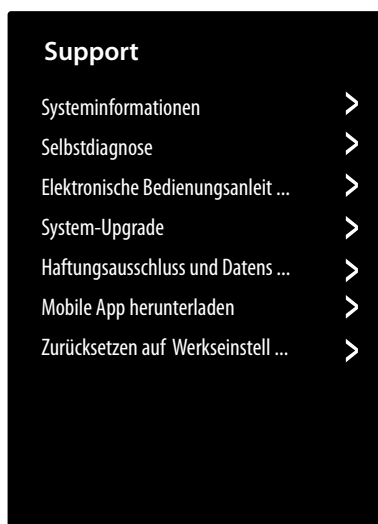 Support
Systeminformationen
Selbstdiagnose
Elektronische Bedienungsanleit ...
System-Upgrade
Haftungsausschluss und Datens ...
Mobile App herunterladen
Zurücksetzen auf Werkseinstell ...